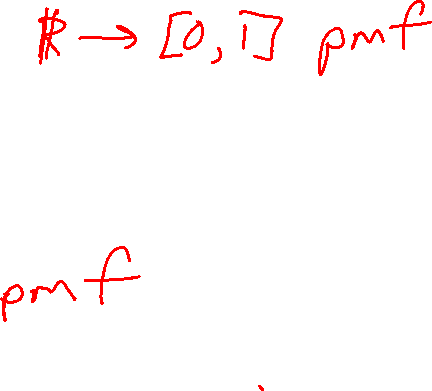 ℝ → [0, 1] pmf
pmf